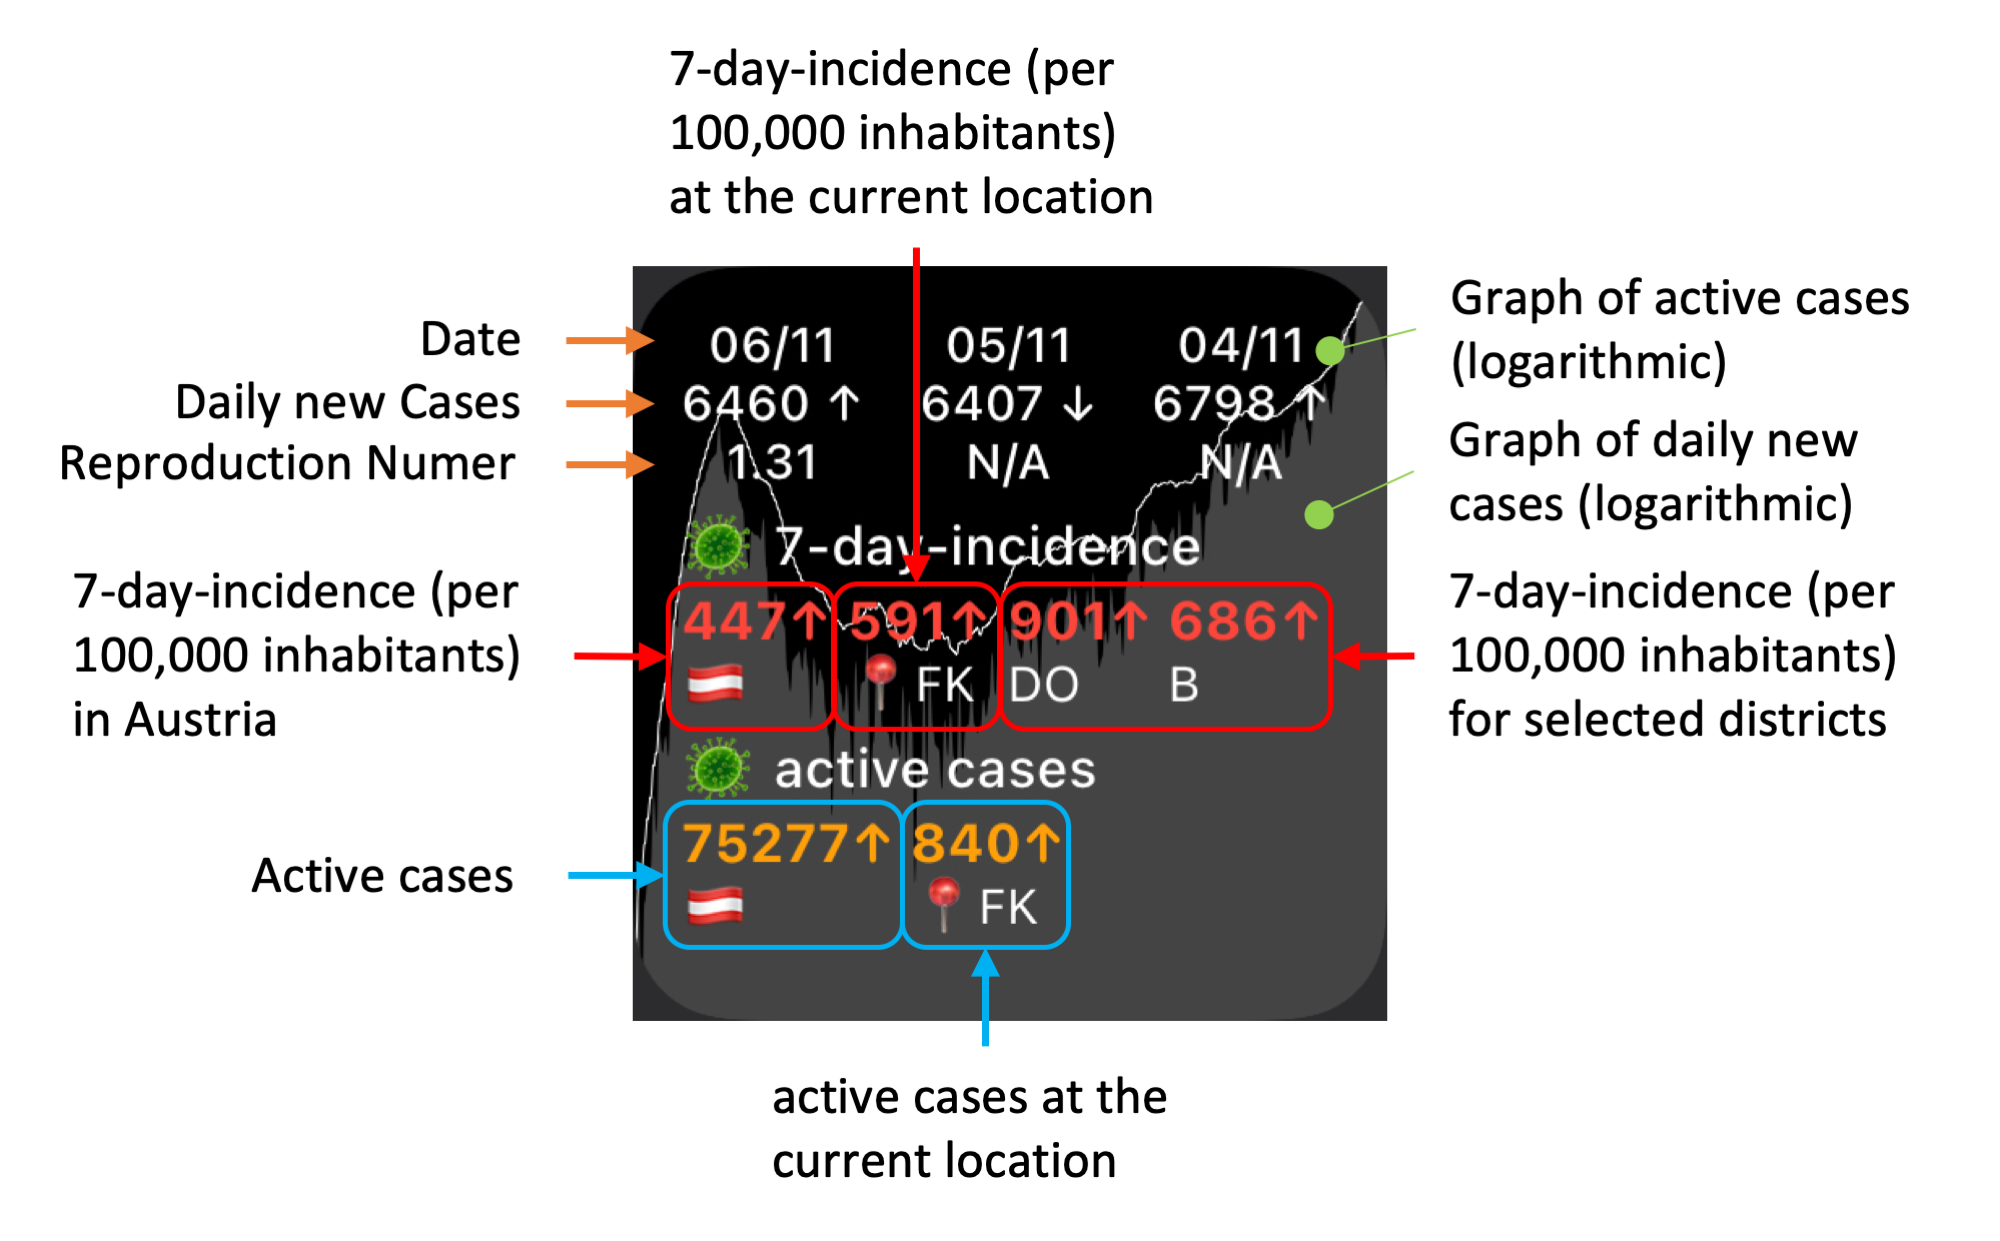 7-day-incidence (per
100,000 inhabitants)
at the current location
Date
Daily new Cases
Reproduction Numer
06/11 05/11 04/11
6460 ↑ 6407 ↓ 6798 ↑
1.31 N/A N/A
Graph of active cases
(logarithmic)
Graph of daily new
cases (logarithmic)
7-day-incidence
7-day-incidence (per
100,000 inhabitants)
in Austria
447↑ 591↑ 901↑ 686↑
FK DO B
7-day-incidence (per
100,000 inhabitants)
for selected districts
active cases
Active cases
75277↑ 840↑
FK
active cases at the
current location